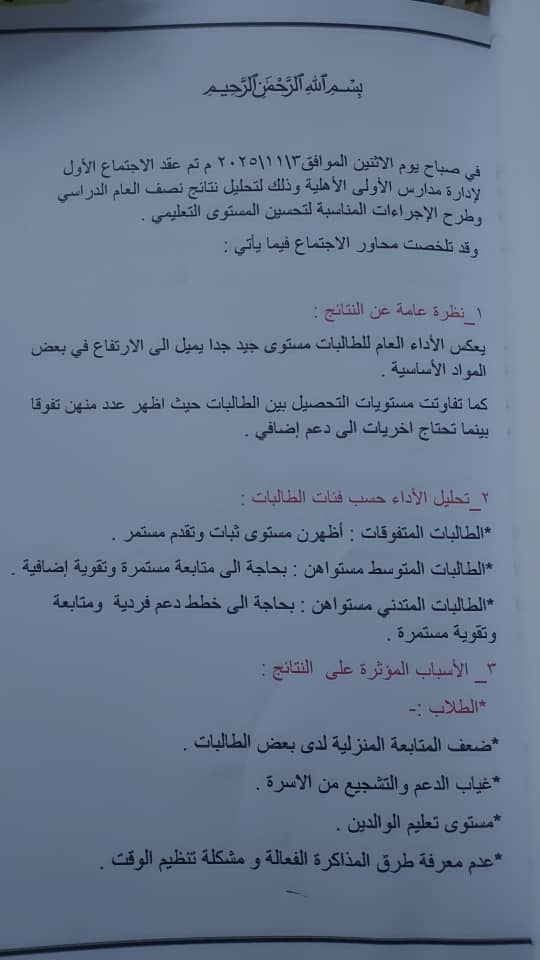 بسم الله الرحمن الرحيم
في صباح يوم الاثنين الموافق٣\١١\٢٠٢٥ م تم عقد الاجتماع الأول
لإدارة مدارس الأولى الأهلية وذلك لتحليل نتائج نصف العام الدراسي
وطرح الإجراءات المناسبة لتحسين المستوى التعليمي .
وقد تلخصت محاور الاجتماع فيما يأتي :
١_نظرة عامة عن النتائج :
يعكس الأداء العام للطالبات مستوى جيد جدا يميل الى الارتفاع في بعض
المواد الأساسية .
كما تفاوتت مستويات التحصيل بين الطالبات حيث اظهر عدد منهن تفوقا
بينما تحتاج اخريات الى دعم إضافي .
٢_تحليل الأداء حسب فئات الطالبات :
*الطالبات المتفوقات : أظهرن مستوى ثبات وتقدم مستمر .
*الطالبات المتوسط مستواهن : بحاجة الى متابعة مستمرة وتقوية إضافية .
*الطالبات المتدني مستواهن : بحاجة الى خطط دعم فردية ومتابعة
وتقوية مستمرة .
٣_ الأسباب المؤثرة على النتائج :
*الطلاب :-
*ضعف المتابعة المنزلية لدى بعض الطالبات .
*غياب الدعم والتشجيع من الاسرة .
*مستوى تعليم الوالدين .
*عدم معرفة طرق المذاكرة الفعالة و مشكلة تنظيم الوقت .